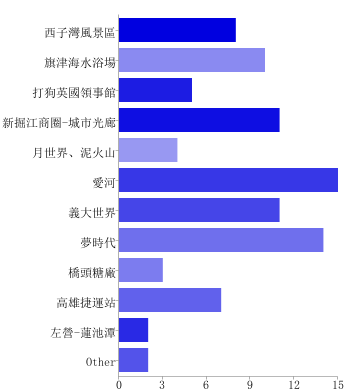 西子灣風景區
旗津海水浴場
打狗英國領事館
新掘江商圈-城市光廊
月世界、泥火山
愛河
義大世界
夢時代
橋頭糖廠
高雄捷運站
左營-蓮池潭
Other
0 3 6 9 12 15